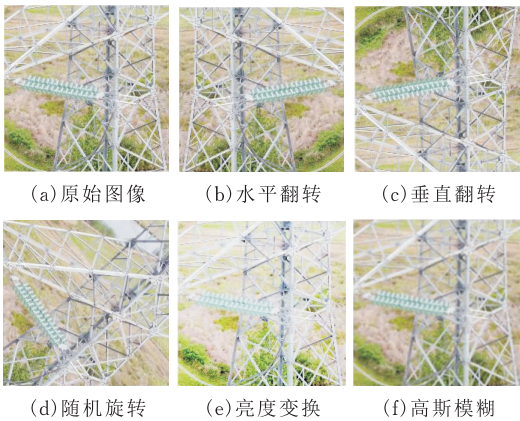 (a)原始图像
(b)水平翻转
(c)垂直翻转
(d)随机旋转
(e)亮度变换
(f)高斯模糊